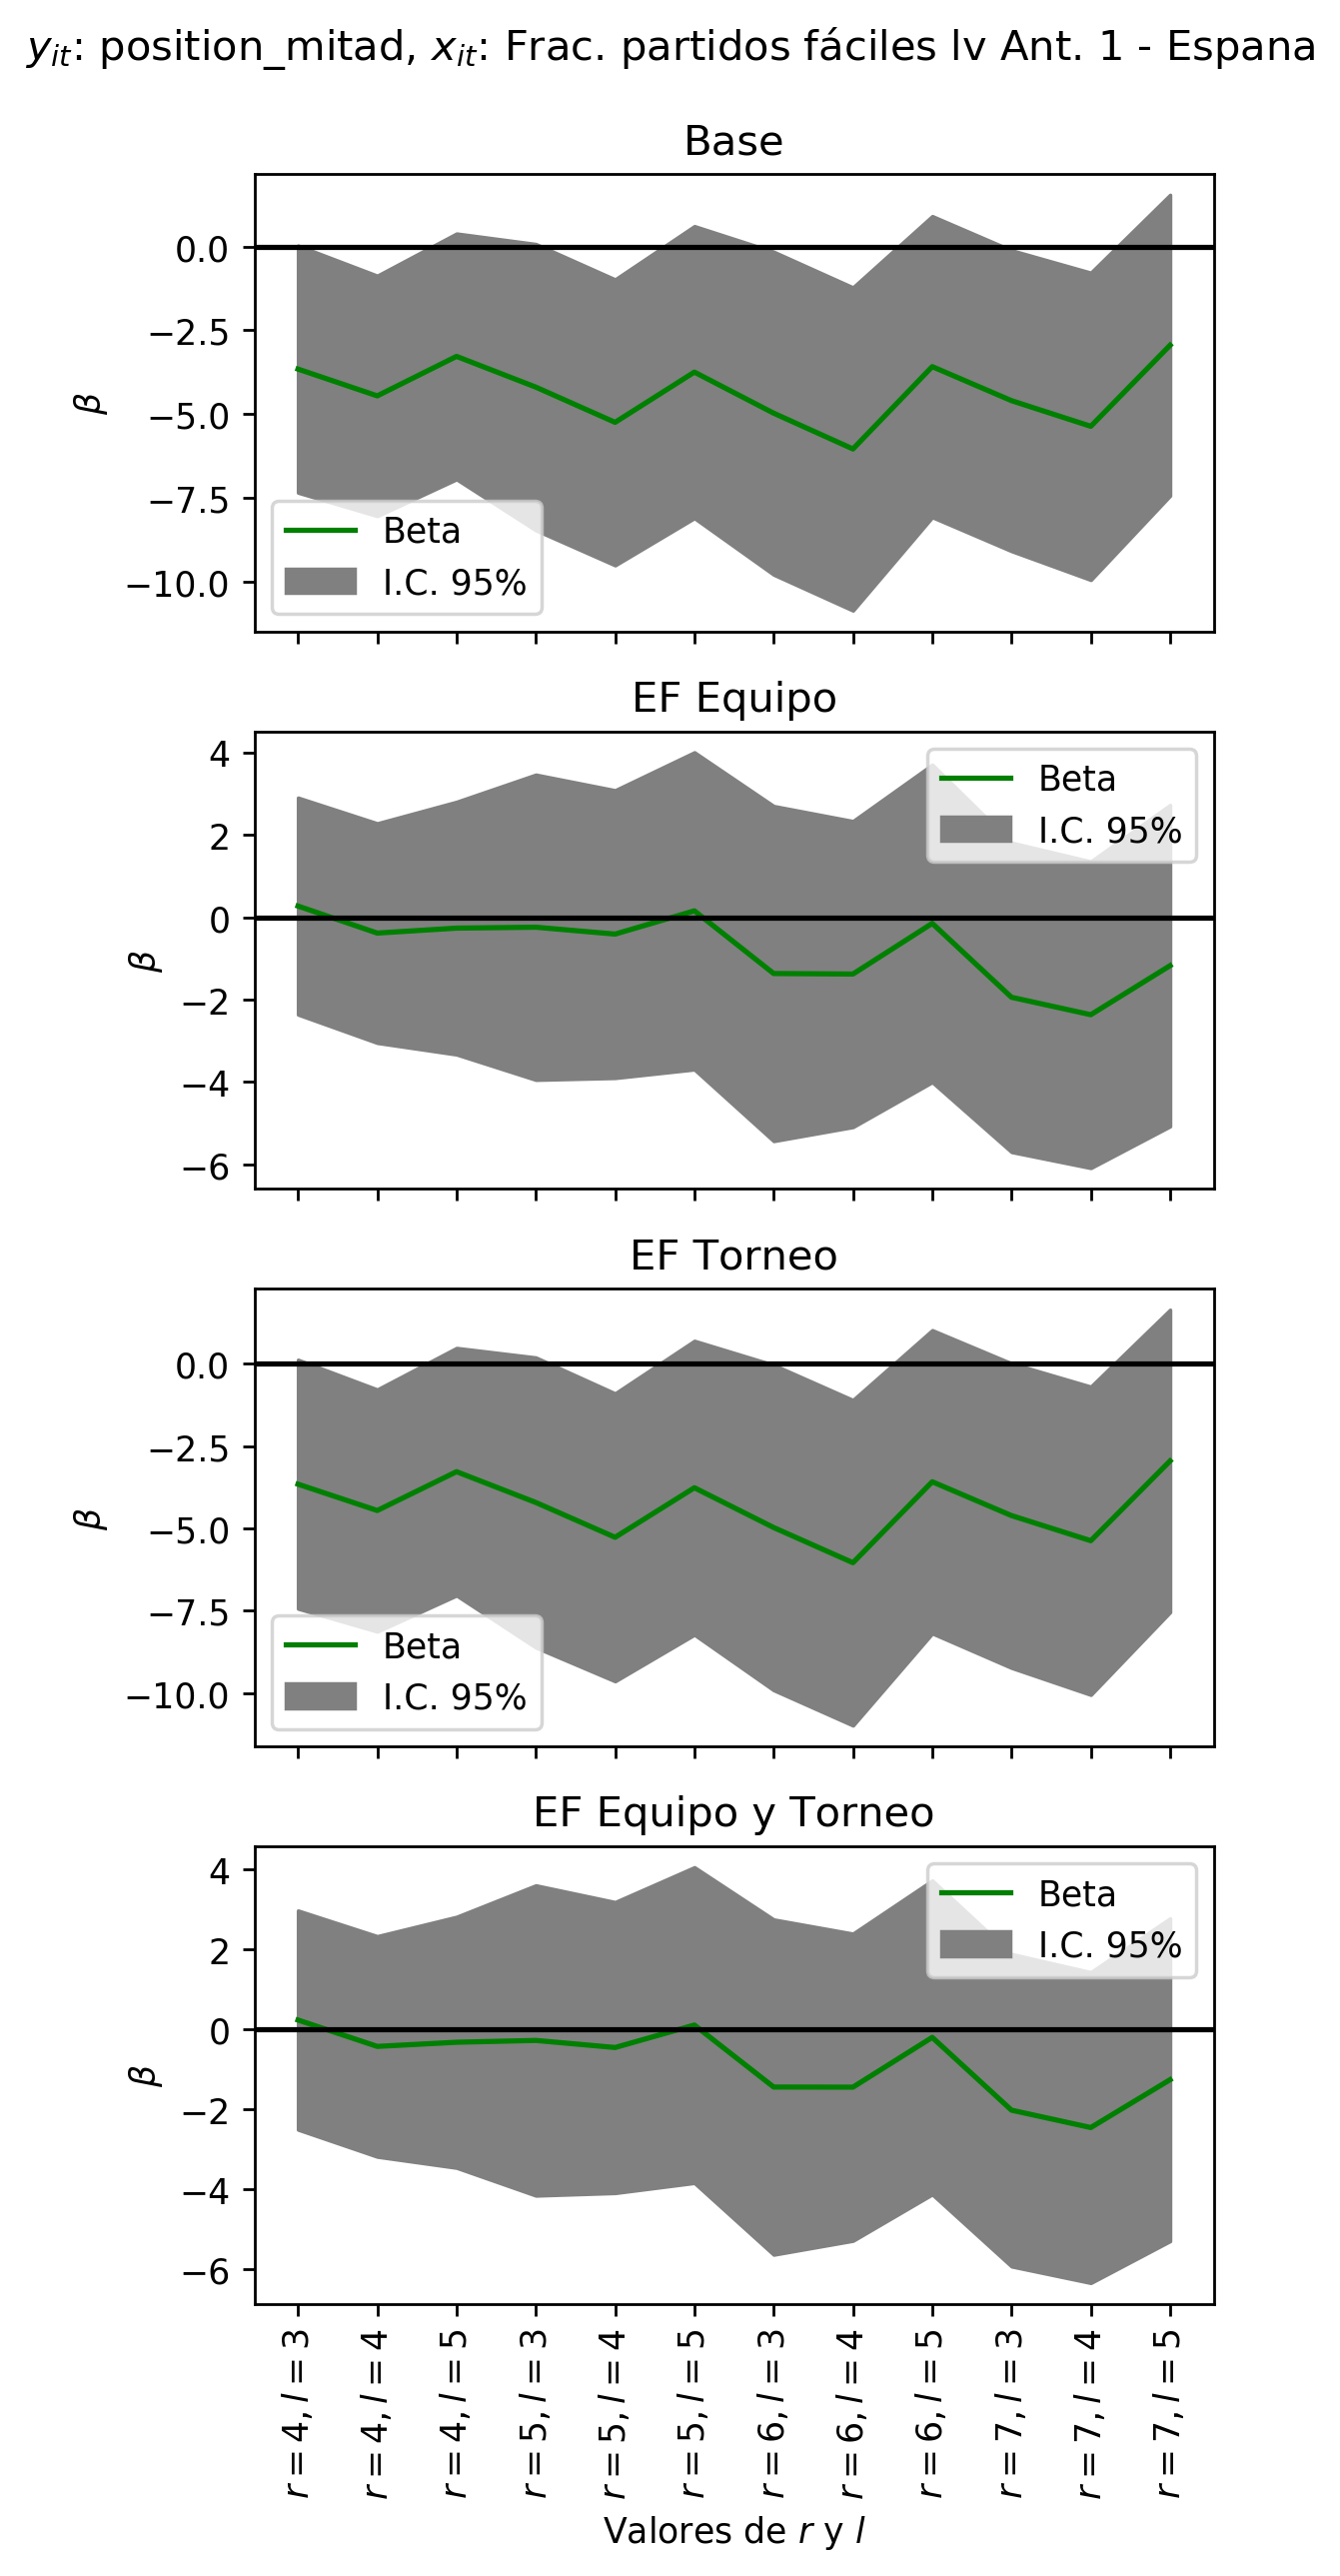 y_it: position_mitad, x_it: Frac. partidos fáciles lv Ant. 1 - Espana
Base
0.0
−2.5
−5.0
−7.5
−10.0
β
Beta
I.C. 95%
EF Equipo
4
2
0
−2
−4
−6
β
Beta
I.C. 95%
EF Torneo
0.0
−2.5
−5.0
−7.5
−10.0
β
Beta
I.C. 95%
EF Equipo y Torneo
4
2
0
−2
−4
−6
β
Beta
I.C. 95%
r = 4, l = 3
r = 4, l = 4
r = 4, l = 5
r = 5, l = 3
r = 5, l = 4
r = 5, l = 5
r = 6, l = 3
r = 6, l = 4
r = 6, l = 5
r = 7, l = 3
r = 7, l = 4
r = 7, l = 5
Valores de r y l